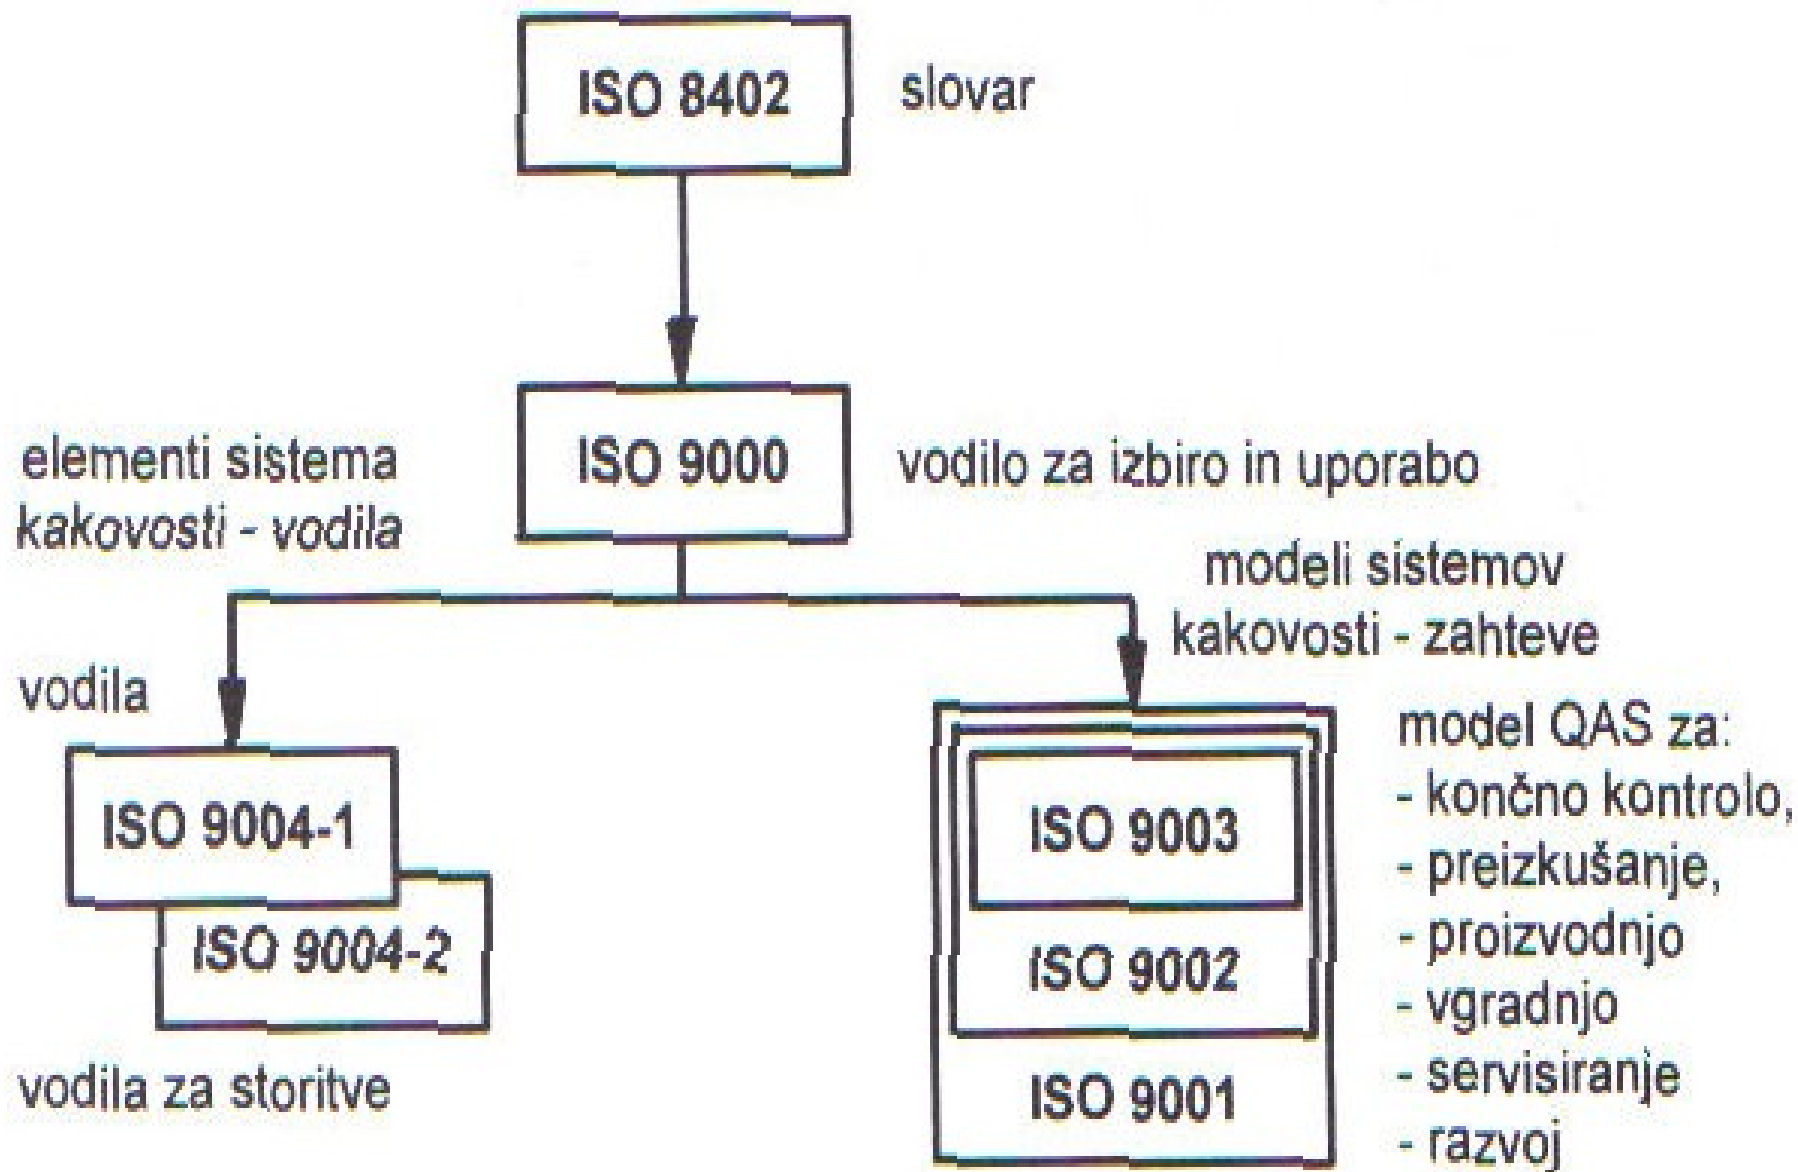 ISO 8402
slovar
ISO 9000
vodilo za izbiro in uporabo
elementi sistema
kakovosti - vodila
modeli sistemov
kakovosti - zahteve
vodila
ISO 9004-1
ISO 9004-2
vodila za storitve
ISO 9003
ISO 9002
ISO 9001
model QAS za:
- končno kontrolo,
- preizkušanje,
- proizvodnjo
- vgradnjo
- servisiranje
- razvoj